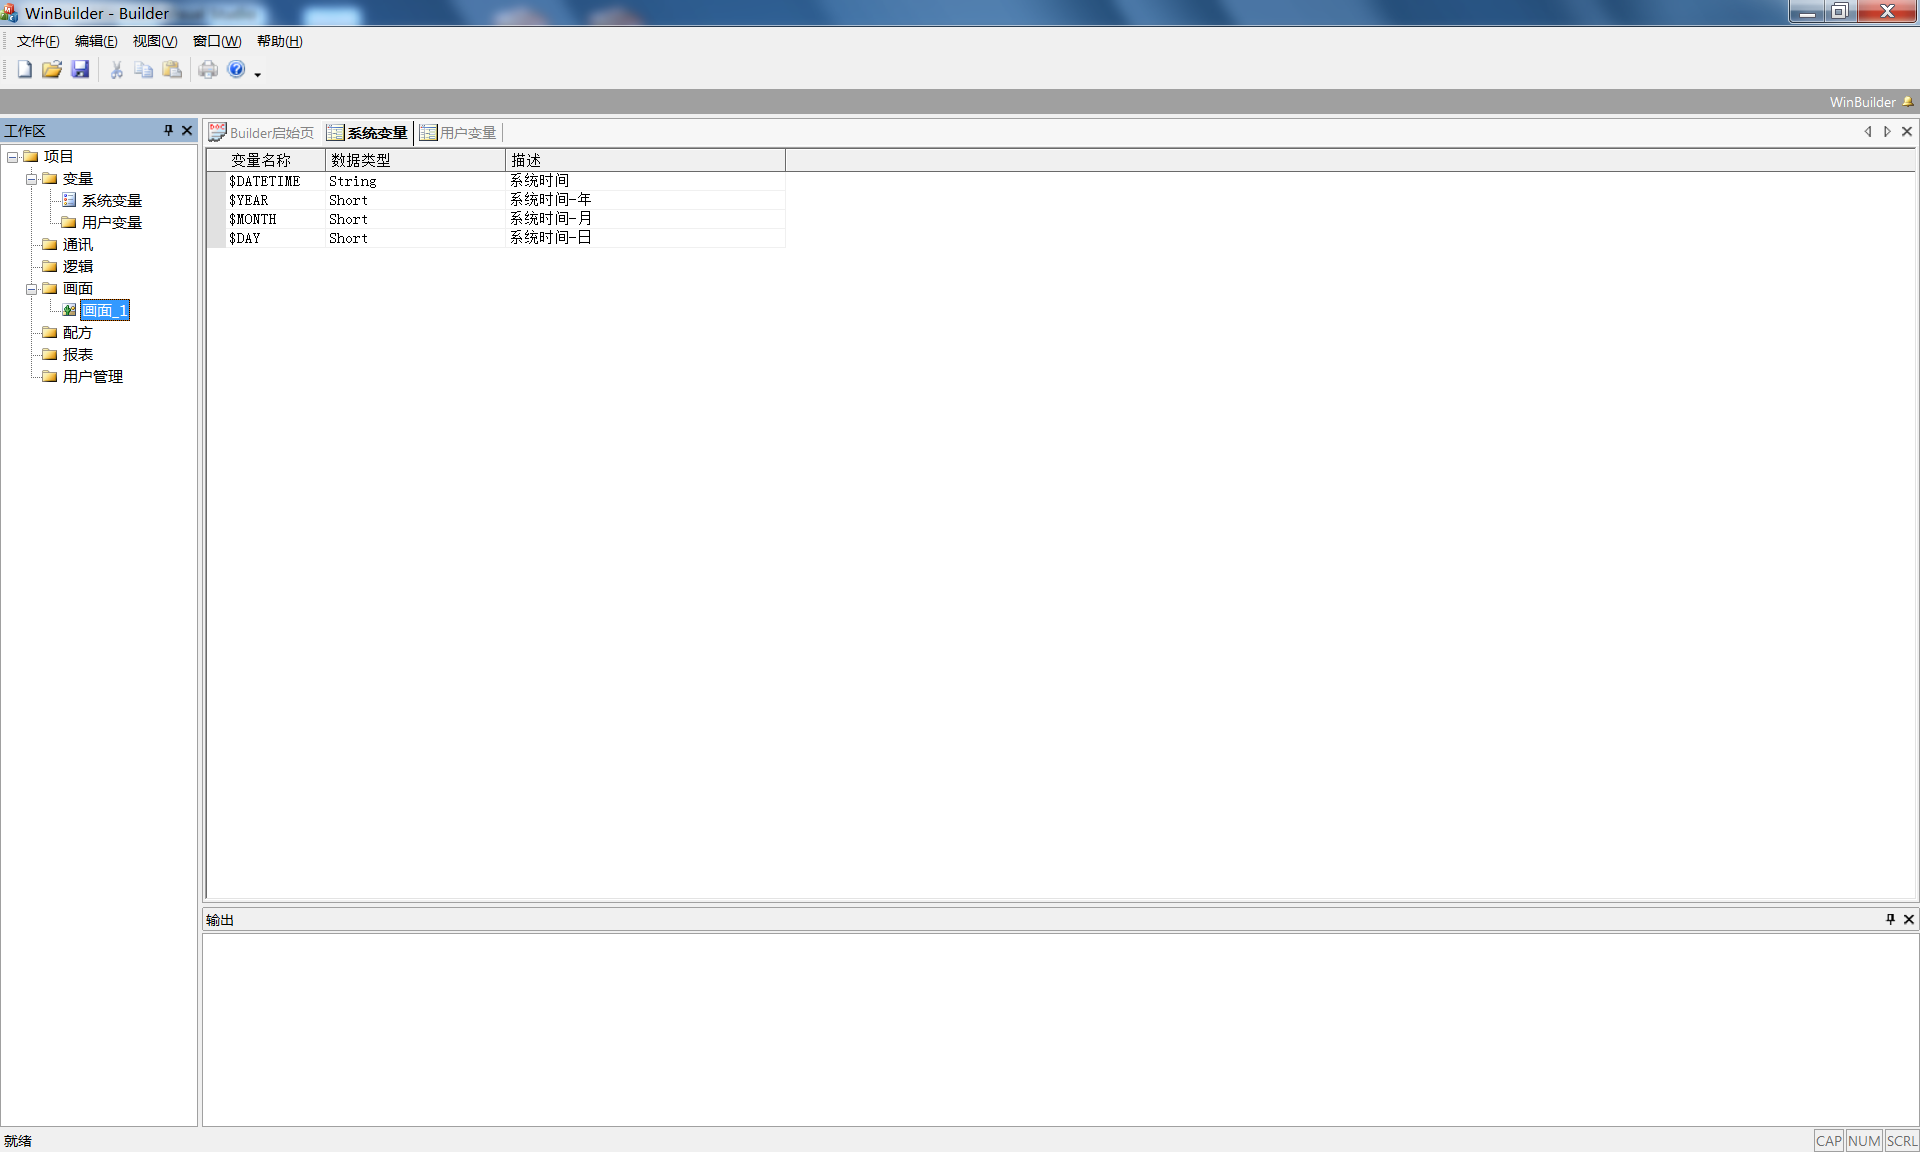 WinBuilder - Builder
文件(F) 编辑(E) 视图(V) 窗口(W) 帮助(H)
WinBuilder
工作区
项目
变量
系统变量
用户变量
通讯
逻辑
画面
画面_1
配方
报表
用户管理
Builder启始页 系统变量 用户变量
变量名称 数据类型 描述
$DATETIME String 系统时间
$YEAR Short 系统时间-年
$MONTH Short 系统时间-月
$DAY Short 系统时间-日
输出
就绪
CAP NUM SCRL